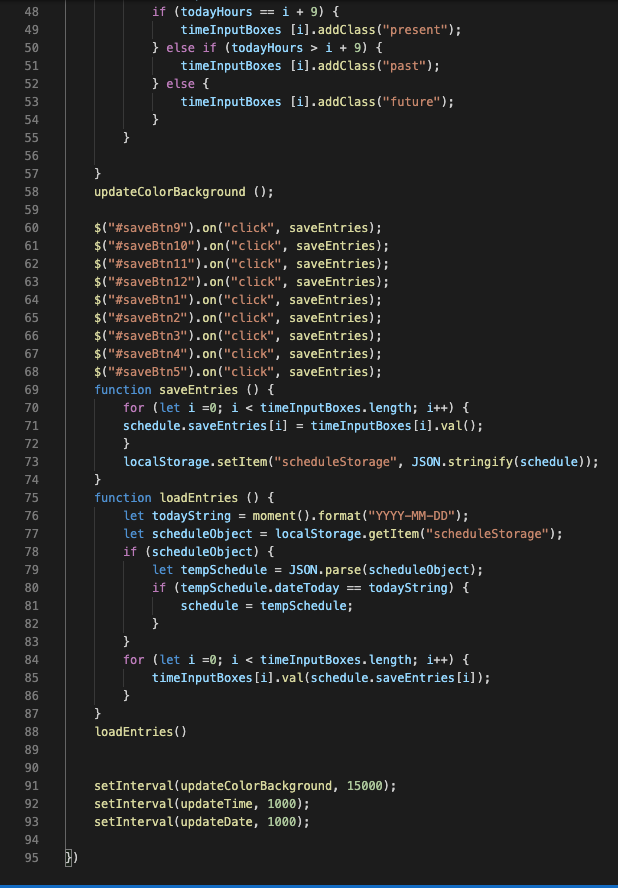 48 if (todayHours == i + 9) {
49 timeInputBoxes [i].addClass("present");
50 } else if (todayHours > i + 9) {
51 timeInputBoxes [i].addClass("past");
52 } else {
53 timeInputBoxes [i].addClass("future");
54 }
55 }
56
57 }
58 updateColorBackground ();
59
60 $("#saveBtn9").on("click", saveEntries);
61 $("#saveBtn10").on("click", saveEntries);
62 $("#saveBtn11").on("click", saveEntries);
63 $("#saveBtn12").on("click", saveEntries);
64 $("#saveBtn1").on("click", saveEntries);
65 $("#saveBtn2").on("click", saveEntries);
66 $("#saveBtn3").on("click", saveEntries);
67 $("#saveBtn4").on("click", saveEntries);
68 $("#saveBtn5").on("click", saveEntries);
69 function saveEntries () {
70 for (let i =0; i < timeInputBoxes.length; i++) {
71 schedule.saveEntries[i] = timeInputBoxes[i].val();
72 }
73 localStorage.setItem("scheduleStorage", JSON.stringify(schedule));
74 }
75 function loadEntries () {
76 let todayString = moment().format("YYYY-MM-DD");
77 let scheduleObject = localStorage.getItem("scheduleStorage");
78 if (scheduleObject) {
79 let tempSchedule = JSON.parse(scheduleObject);
80 if (tempSchedule.dateToday == todayString) {
81 schedule = tempSchedule;
82 }
83 }
84 for (let i =0; i < timeInputBoxes.length; i++) {
85 timeInputBoxes[i].val(schedule.saveEntries[i]);
86 }
87 }
88 loadEntries()
89
90
91 setInterval(updateColorBackground, 15000);
92 setInterval(updateTime, 1000);
93 setInterval(updateDate, 1000);
94
95 })